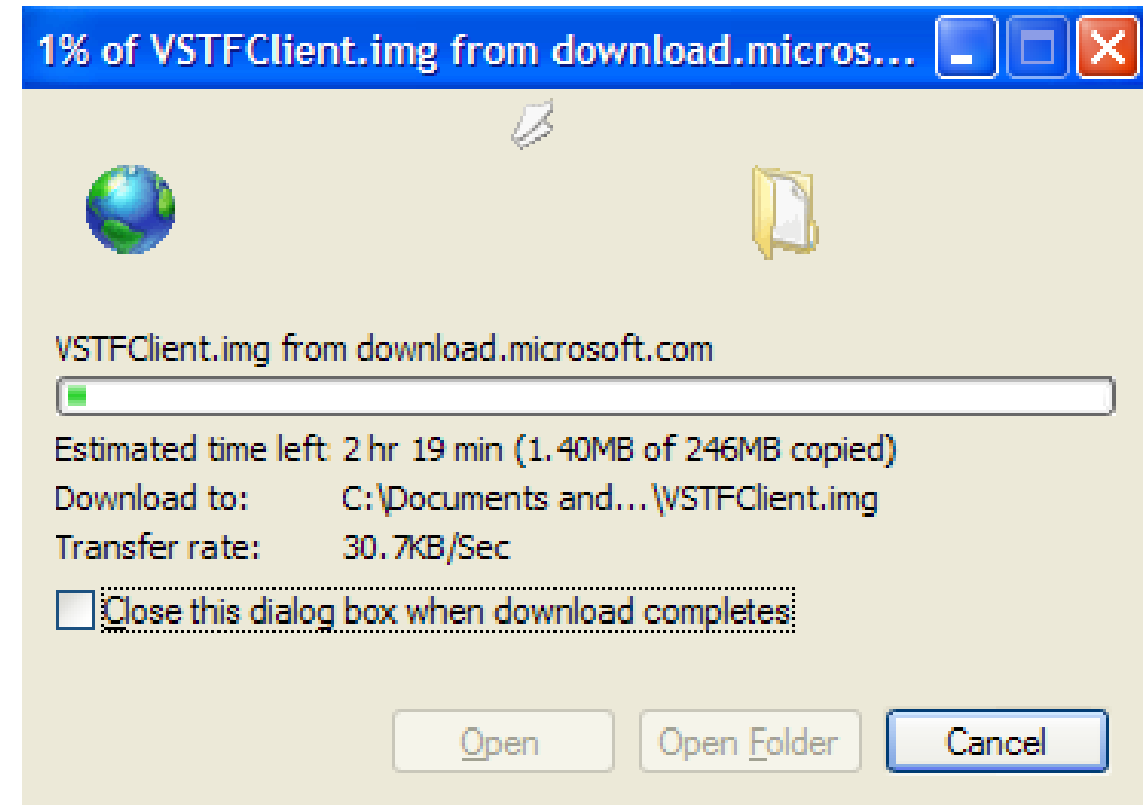 1% of VSTFClient.img from download.micros...
VSTFClient.img from download.microsoft.com
Estimated time left: 2 hr 19 min (1.40MB of 246MB copied)
Download to: C:\Documents and...\VSTFClient.img
Transfer rate: 30.7KB/Sec
Close this dialog box when download completes
Open Open Folder Cancel